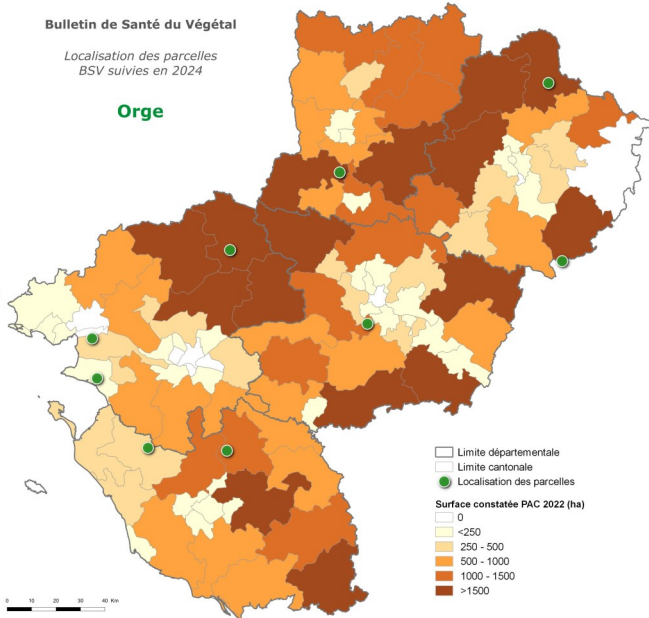 Bulletin de Santé du Végétal
Localisation des parcelles
BSV suivies en 2024
Orge
Limite départementale
Limite cantonale
Localisation des parcelles
Surface constatée PAC 2022 (ha)
0
<250
250 - 500
500 - 1000
1000 - 1500
>1500
0 10 20 30 40 Km